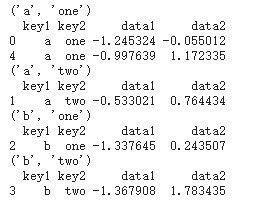 ('a', 'one')
  key1 key2     data1     data2
0    a  one -1.245324 -0.055012
4    a  one -0.997639  1.172335
('a', 'two')
  key1 key2     data1     data2
1    a  two -0.533021  0.764434
('b', 'one')
  key1 key2     data1     data2
2    b  one -1.337645  0.243507
('b', 'two')
  key1 key2     data1     data2
3    b  two -1.367908  1.783435